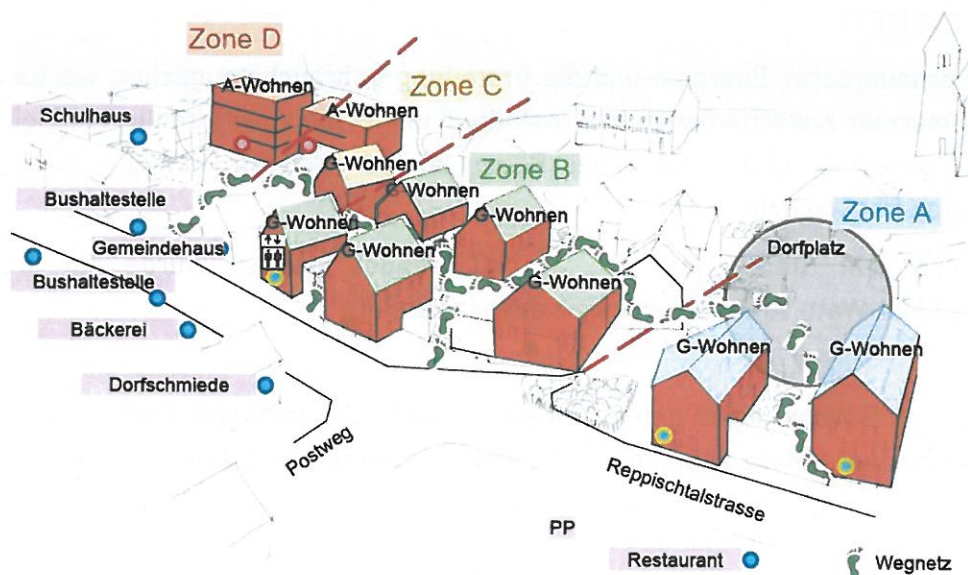 Zone D
A-Wohnen
Zone C
A-Wohnen
Schulhaus
G-Wohnen
Zone B
G-Wohnen
Bushaltestelle
G-Wohnen
G-Wohnen
Zone A
Gemeindehaus
G-Wohnen
Dorfplatz
Bushaltestelle
G-Wohnen
Bäckerei
G-Wohnen
G-Wohnen
Dorfschmiede
Postweg
Reppischtalstrasse
PP
Restaurant
Wegnetz